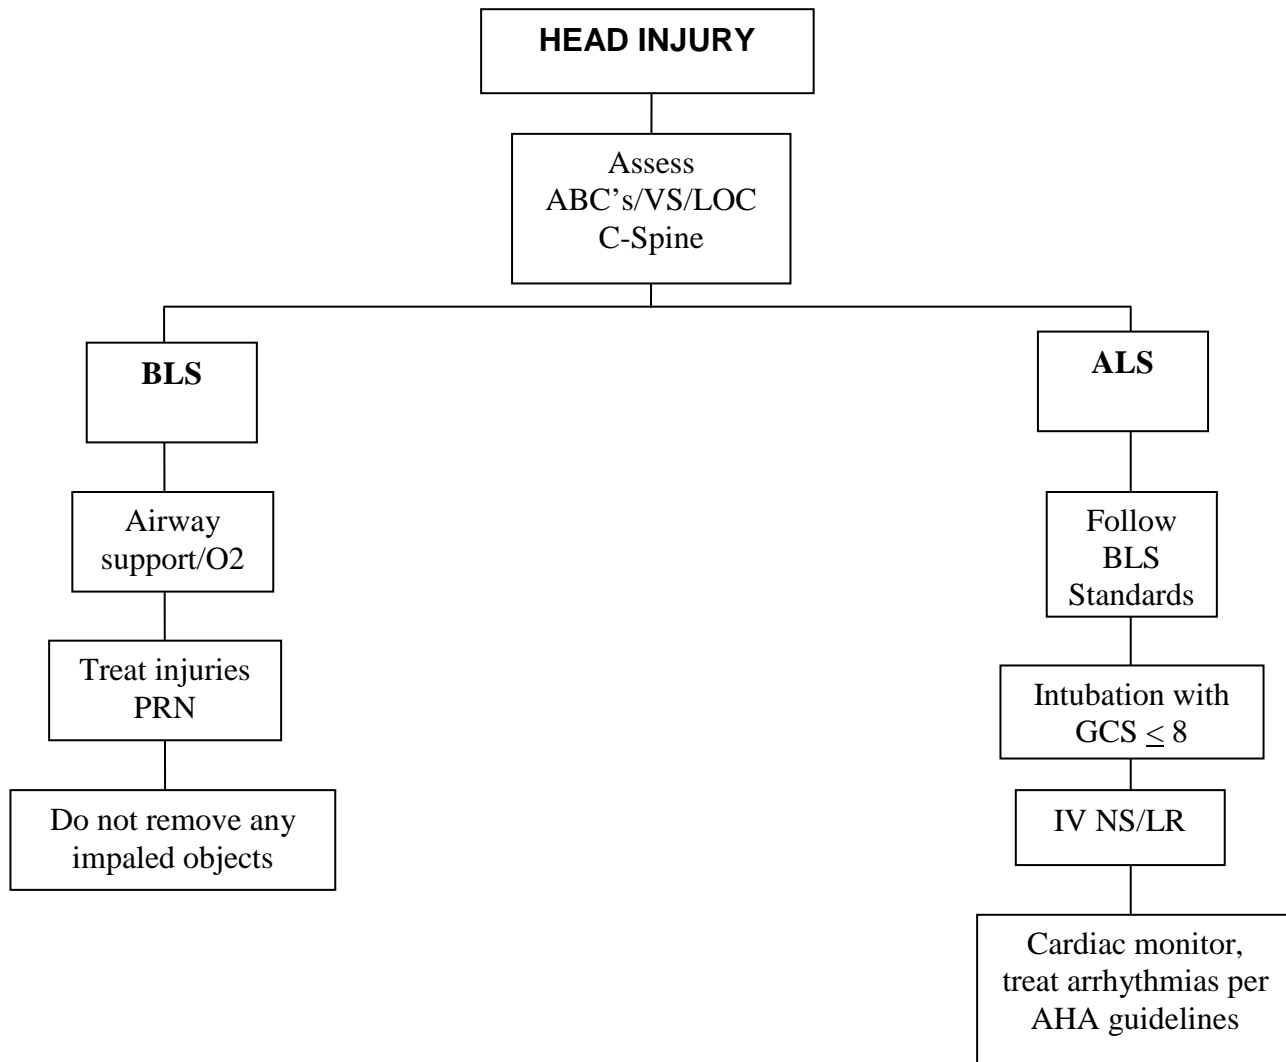 HEAD INJURY
Assess
ABC’s/VS/LOC
C-Spine
BLS
Airway
support/O2
Treat injuries
PRN
Do not remove any
impaled objects
ALS
Follow
BLS
Standards
Intubation with
GCS ≤ 8
IV NS/LR
Cardiac monitor,
treat arrhythmias per
AHA guidelines